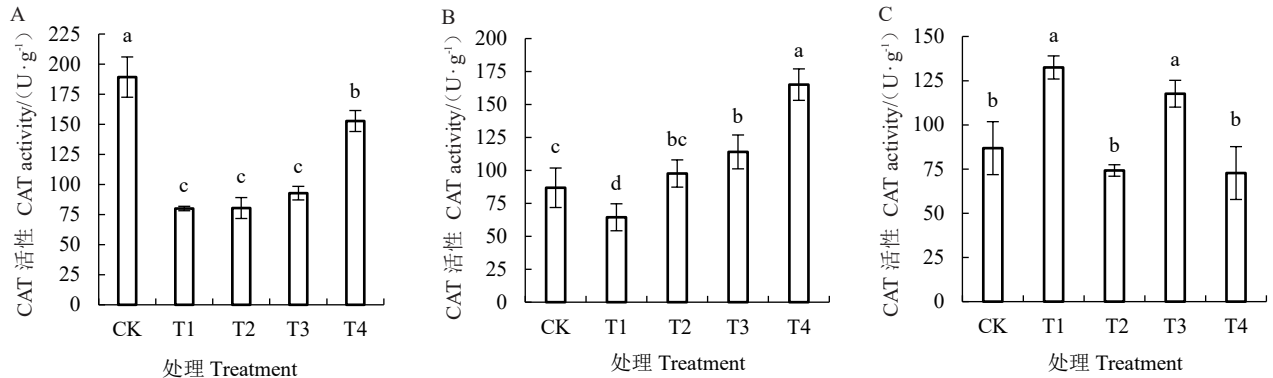 A
CAT 活性 CAT activity/(U·g⁻¹)
225
200
175
150
125
100
75
50
25
0
a
c
c
c
b
CK T1 T2 T3 T4
处理 Treatment
B
CAT 活性 CAT activity/(U·g⁻¹)
200
175
150
125
100
75
50
25
0
c
d
bc
b
a
CK T1 T2 T3 T4
处理 Treatment
C
CAT 活性 CAT activity/(U·g⁻¹)
150
125
100
75
50
25
0
b
a
b
a
b
CK T1 T2 T3 T4
处理 Treatment